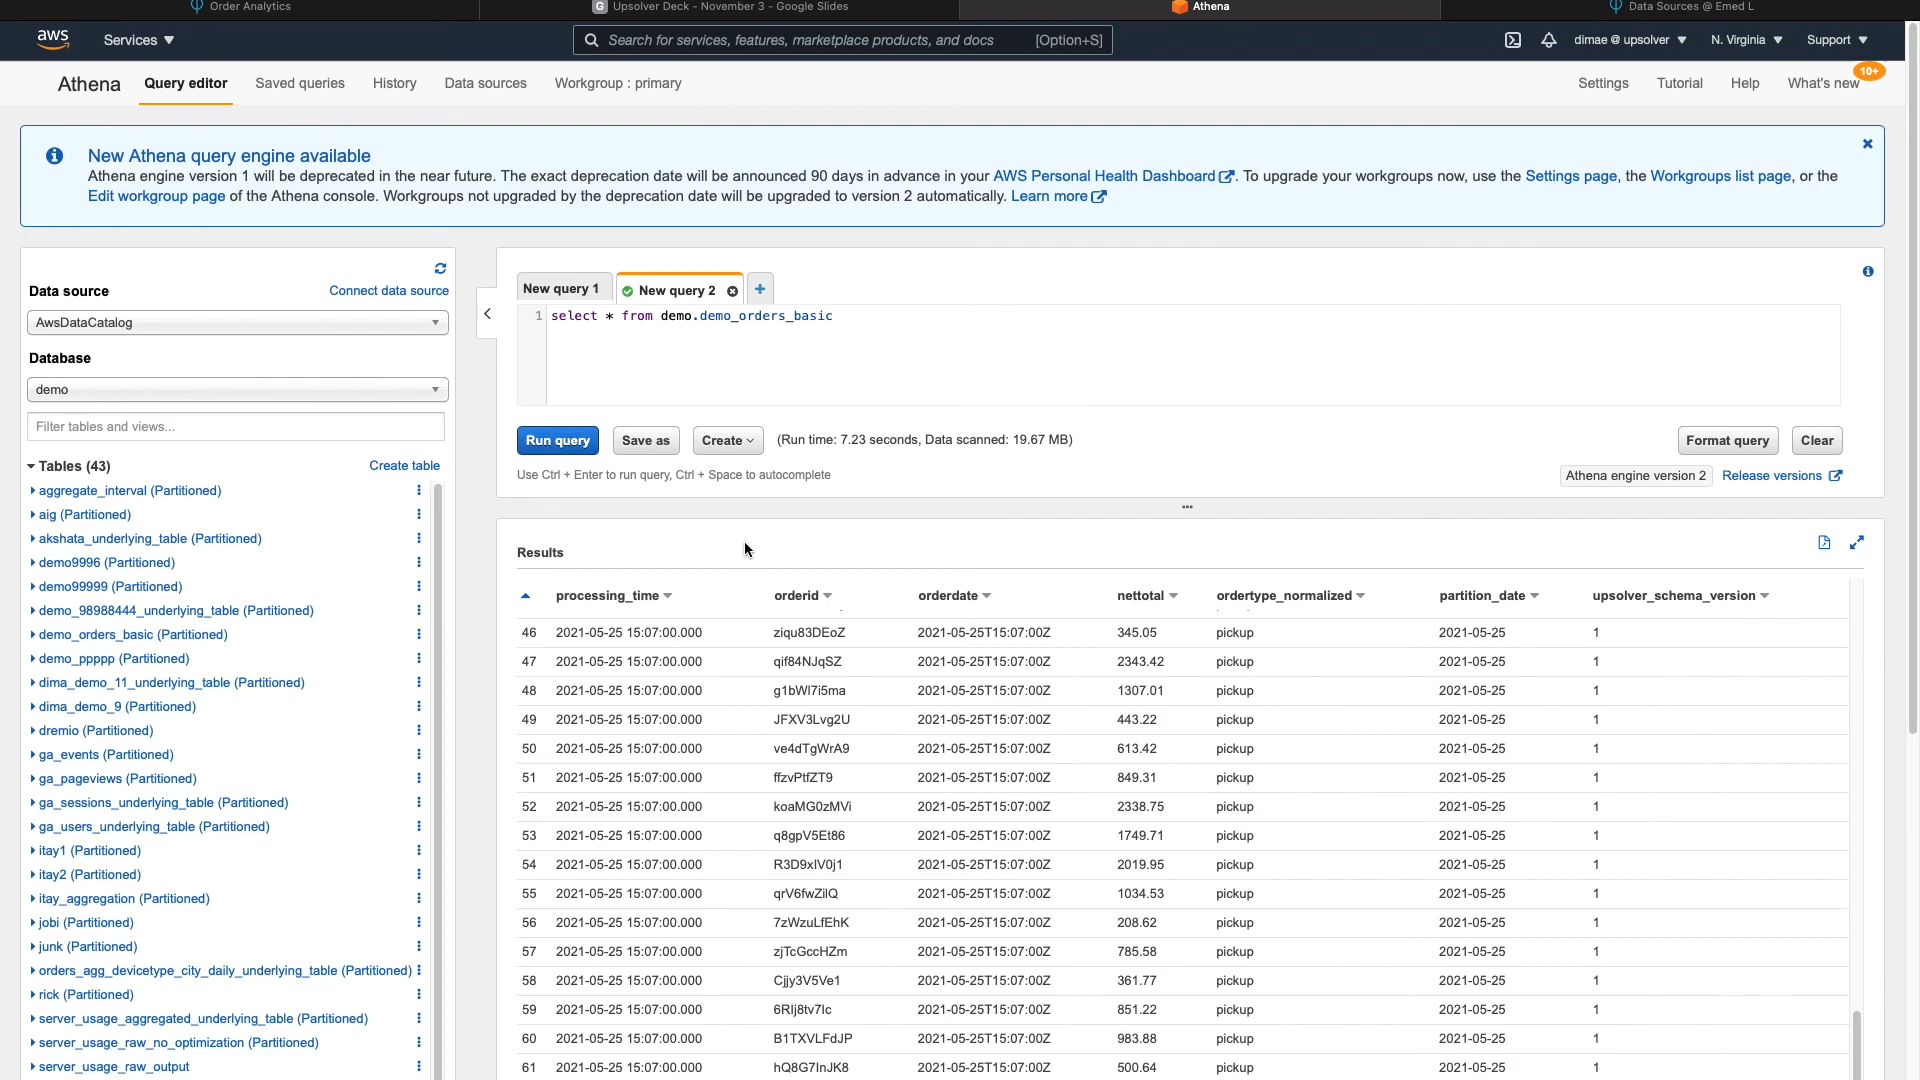 Order Analytics
G Upsolver Deck - November 3 - Google Slides
Athena
Data Sources @ Emed L
aws
Services
Search for services, features, marketplace products, and docs [Option+S]
dimae @ upsolver
N. Virginia
Support
Athena
Query editor
Saved queries
History
Data sources
Workgroup : primary
Settings
Tutorial
Help
What's new
10+
New Athena query engine available
Athena engine version 1 will be deprecated in the near future. The exact deprecation date will be announced 90 days in advance in your AWS Personal Health Dashboard. To upgrade your workgroups now, use the Settings page, the Workgroups list page, or the
Edit workgroup page of the Athena console. Workgroups not upgraded by the deprecation date will be upgraded to version 2 automatically. Learn more
Data source
Connect data source
AwsDataCatalog
Database
demo
Filter tables and views...
Tables (43)
Create table
aggregate_interval (Partitioned)
aig (Partitioned)
akshata_underlying_table (Partitioned)
demo9996 (Partitioned)
demo99999 (Partitioned)
demo_98988444_underlying_table (Partitioned)
demo_orders_basic (Partitioned)
demo_ppppp (Partitioned)
dima_demo_11_underlying_table (Partitioned)
dima_demo_9 (Partitioned)
dremio (Partitioned)
ga_events (Partitioned)
ga_pageviews (Partitioned)
ga_sessions_underlying_table (Partitioned)
ga_users_underlying_table (Partitioned)
itay1 (Partitioned)
itay2 (Partitioned)
itay_aggregation (Partitioned)
jobi (Partitioned)
junk (Partitioned)
orders_agg_devicetype_city_daily_underlying_table (Partitioned)
rick (Partitioned)
server_usage_aggregated_underlying_table (Partitioned)
server_usage_raw_no_optimization (Partitioned)
server_usage_raw_output
New query 1
New query 2
+
1 select * from demo.demo_orders_basic
Run query
Save as
Create
(Run time: 7.23 seconds, Data scanned: 19.67 MB)
Format query
Clear
Use Ctrl + Enter to run query, Ctrl + Space to autocomplete
Athena engine version 2
Release versions
Results
processing_time orderid orderdate nettotal ordertype_normalized partition_date upsolver_schema_version
46 2021-05-25 15:07:00.000 ziqu83DEoZ 2021-05-25T15:07:00Z 345.05 pickup 2021-05-25 1
47 2021-05-25 15:07:00.000 qif84NJqSZ 2021-05-25T15:07:00Z 2343.42 pickup 2021-05-25 1
48 2021-05-25 15:07:00.000 g1bWl7i5ma 2021-05-25T15:07:00Z 1307.01 pickup 2021-05-25 1
49 2021-05-25 15:07:00.000 JFXV3Lvg2U 2021-05-25T15:07:00Z 443.22 pickup 2021-05-25 1
50 2021-05-25 15:07:00.000 ve4dTgWrA9 2021-05-25T15:07:00Z 613.42 pickup 2021-05-25 1
51 2021-05-25 15:07:00.000 ffzvPtfZT9 2021-05-25T15:07:00Z 849.31 pickup 2021-05-25 1
52 2021-05-25 15:07:00.000 koaMG0zMVi 2021-05-25T15:07:00Z 2338.75 pickup 2021-05-25 1
53 2021-05-25 15:07:00.000 q8gpV5Et86 2021-05-25T15:07:00Z 1749.71 pickup 2021-05-25 1
54 2021-05-25 15:07:00.000 R3D9xIV0j1 2021-05-25T15:07:00Z 2019.95 pickup 2021-05-25 1
55 2021-05-25 15:07:00.000 qrV6fwZilQ 2021-05-25T15:07:00Z 1034.53 pickup 2021-05-25 1
56 2021-05-25 15:07:00.000 7zWzuLfEhK 2021-05-25T15:07:00Z 208.62 pickup 2021-05-25 1
57 2021-05-25 15:07:00.000 zjTcGccHZm 2021-05-25T15:07:00Z 785.58 pickup 2021-05-25 1
58 2021-05-25 15:07:00.000 Cjjy3V5Ve1 2021-05-25T15:07:00Z 361.77 pickup 2021-05-25 1
59 2021-05-25 15:07:00.000 6Rlj8tv7lc 2021-05-25T15:07:00Z 851.22 pickup 2021-05-25 1
60 2021-05-25 15:07:00.000 B1TXVLFdJP 2021-05-25T15:07:00Z 983.88 pickup 2021-05-25 1
61 2021-05-25 15:07:00.000 hQ8G7lnJK8 2021-05-25T15:07:00Z 500.64 pickup 2021-05-25 1